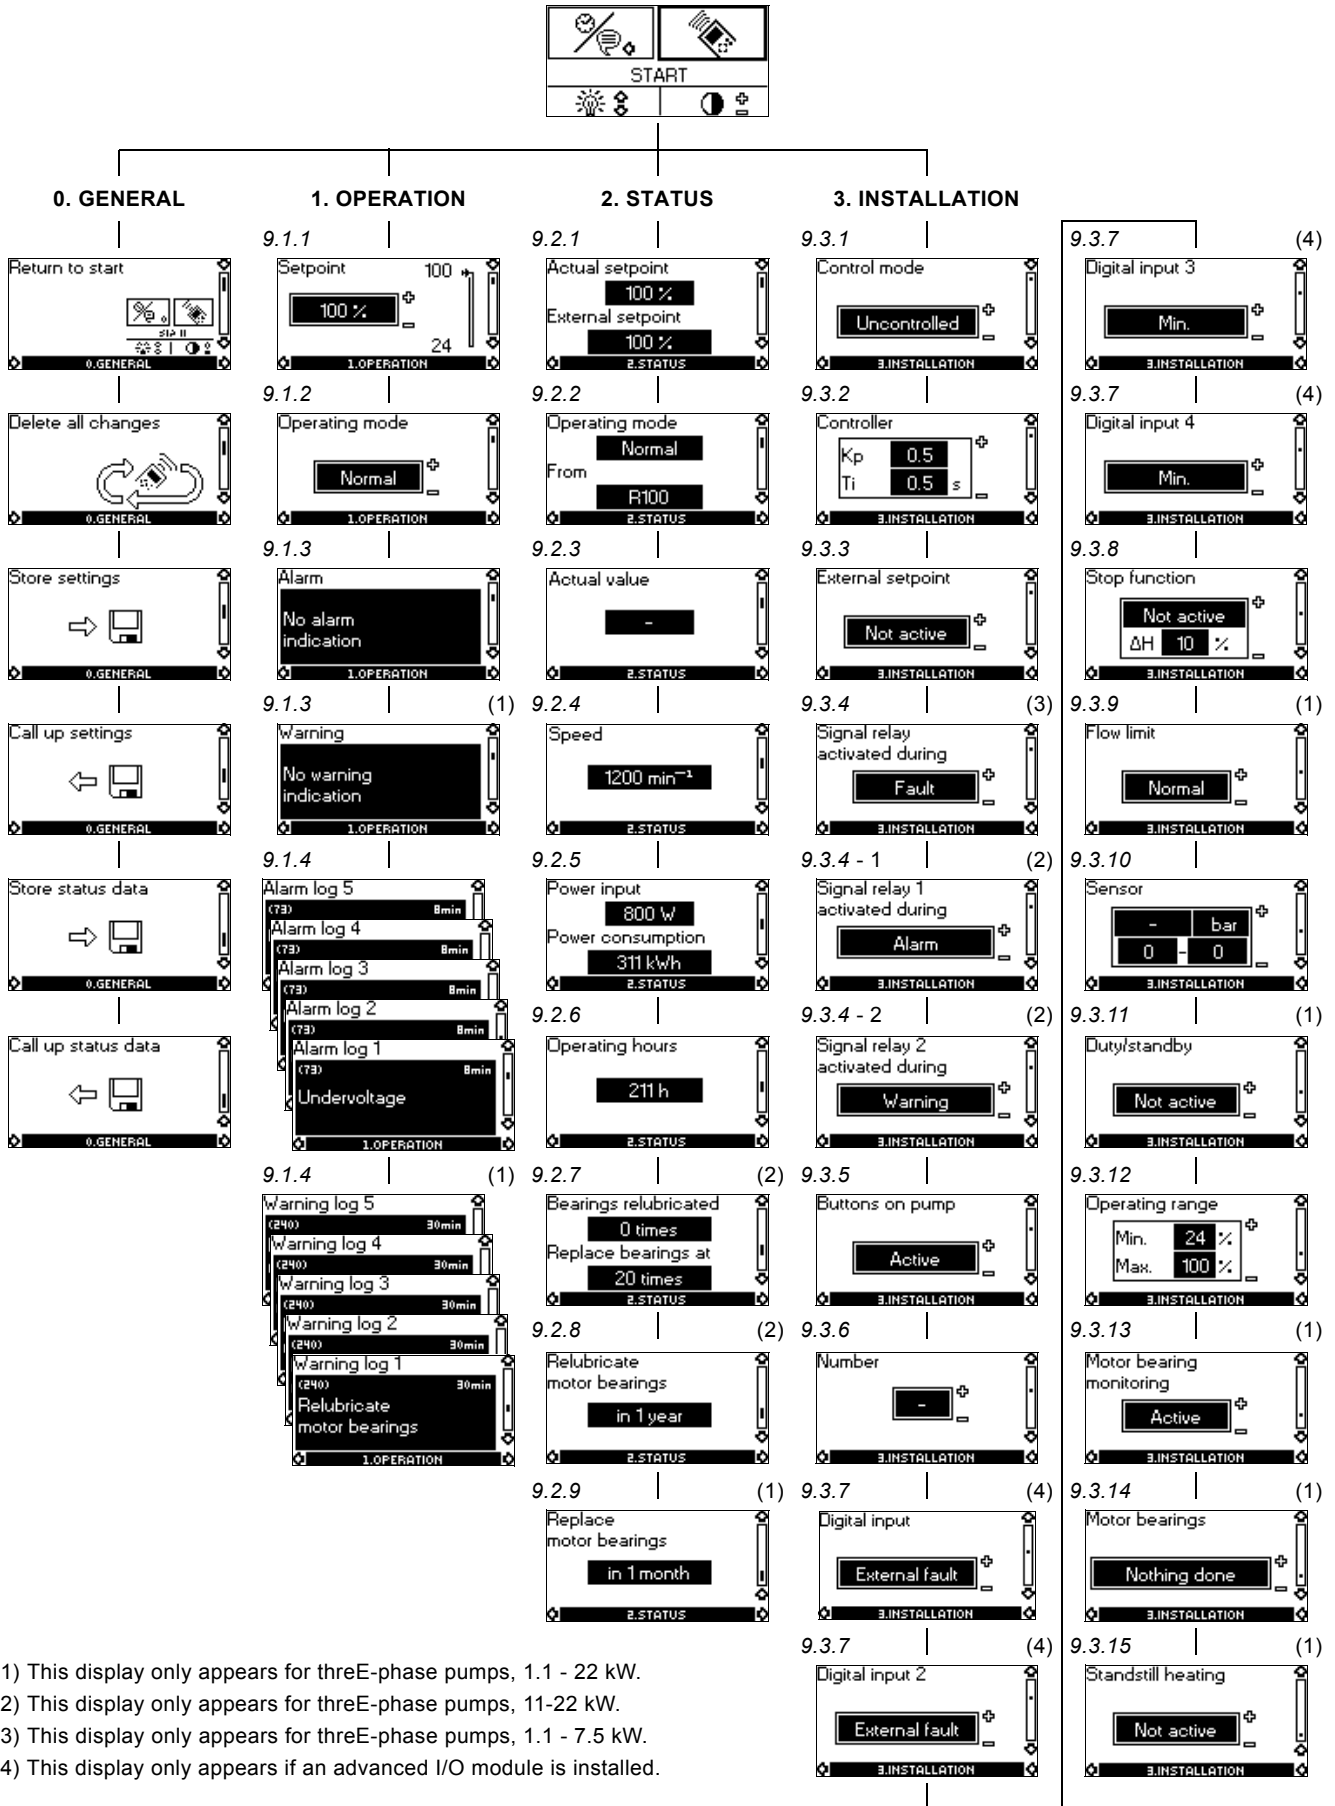 START
0. GENERAL
1. OPERATION
2. STATUS
3. INSTALLATION
Return to start
0.GENERAL
Delete all changes
0.GENERAL
Store settings
0.GENERAL
Call up settings
0.GENERAL
Store status data
0.GENERAL
Call up status data
0.GENERAL
9.1.1
Setpoint
100
100 %
24
1.OPERATION
9.1.2
Operating mode
Normal
1.OPERATION
9.1.3
Alarm
No alarm
indication
1.OPERATION
9.1.3 (1)
Warning
No warning
indication
1.OPERATION
9.1.4
Alarm log 5
(73) 8min
Alarm log 4
(73) 8min
Alarm log 3
(73) 8min
Alarm log 2
(73) 8min
Alarm log 1
(73) 8min
Undervoltage
1.OPERATION
9.1.4 (1)
Warning log 5
(240) 30min
Warning log 4
(240) 30min
Warning log 3
(240) 30min
Warning log 2
(240) 30min
Warning log 1
(240) 30min
Relubricate
motor bearings
1.OPERATION
9.2.1
Actual setpoint
100 %
External setpoint
100 %
2.STATUS
9.2.2
Operating mode
Normal
From
R100
2.STATUS
9.2.3
Actual value
-
2.STATUS
9.2.4
Speed
1200 min⁻¹
2.STATUS
9.2.5
Power input
800 W
Power consumption
311 kWh
2.STATUS
9.2.6
Operating hours
211 h
2.STATUS
9.2.7 (2)
Bearings relubricated
0 times
Replace bearings at
20 times
2.STATUS
9.2.8 (2)
Relubricate
motor bearings
in 1 year
2.STATUS
9.2.9 (1)
Replace
motor bearings
in 1 month
2.STATUS
9.3.1
Control mode
Uncontrolled
3.INSTALLATION
9.3.2
Controller
Kp 0.5
Ti 0.5 s
3.INSTALLATION
9.3.3
External setpoint
Not active
3.INSTALLATION
9.3.4 (3)
Signal relay
activated during
Fault
3.INSTALLATION
9.3.4 - 1 (2)
Signal relay 1
activated during
Alarm
3.INSTALLATION
9.3.4 - 2 (2)
Signal relay 2
activated during
Warning
3.INSTALLATION
9.3.5
Buttons on pump
Active
3.INSTALLATION
9.3.6
Number
-
3.INSTALLATION
9.3.7 (4)
Digital input
External fault
3.INSTALLATION
9.3.7 (4)
Digital input 2
External fault
3.INSTALLATION
9.3.7 (4)
Digital input 3
Min.
3.INSTALLATION
9.3.7 (4)
Digital input 4
Min.
3.INSTALLATION
9.3.8
Stop function
Not active
ΔH 10 %
3.INSTALLATION
9.3.9 (1)
Flow limit
Normal
3.INSTALLATION
9.3.10
Sensor
- bar
0 - 0
3.INSTALLATION
9.3.11 (1)
Duty/standby
Not active
3.INSTALLATION
9.3.12
Operating range
Min. 24 %
Max. 100 %
3.INSTALLATION
9.3.13 (1)
Motor bearing
monitoring
Active
3.INSTALLATION
9.3.14 (1)
Motor bearings
Nothing done
3.INSTALLATION
9.3.15 (1)
Standstill heating
Not active
3.INSTALLATION
1) This display only appears for threE-phase pumps, 1.1 - 22 kW.
2) This display only appears for threE-phase pumps, 11-22 kW.
3) This display only appears for threE-phase pumps, 1.1 - 7.5 kW.
4) This display only appears if an advanced I/O module is installed.